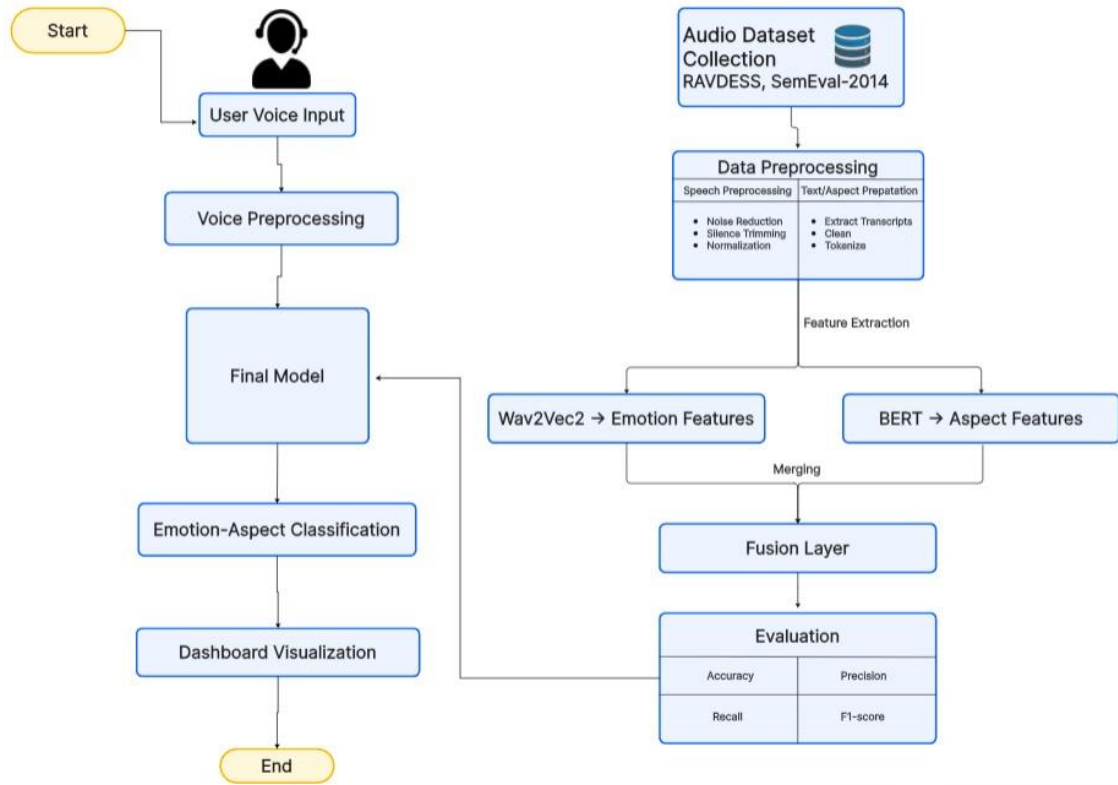 Start
User Voice Input
Voice Preprocessing
Final Model
Emotion-Aspect Classification
Dashboard Visualization
End
Audio Dataset
Collection
RAVDESS, SemEval-2014
Data Preprocessing
Speech Preprocessing
Noise Reduction
Silence Trimming
Normalization
Text/Aspect Prepatation
Extract Transcripts
Clean
Tokenize
Feature Extraction
Wav2Vec2 → Emotion Features
BERT → Aspect Features
Merging
Fusion Layer
Evaluation
Accuracy
Precision
Recall
F1-score